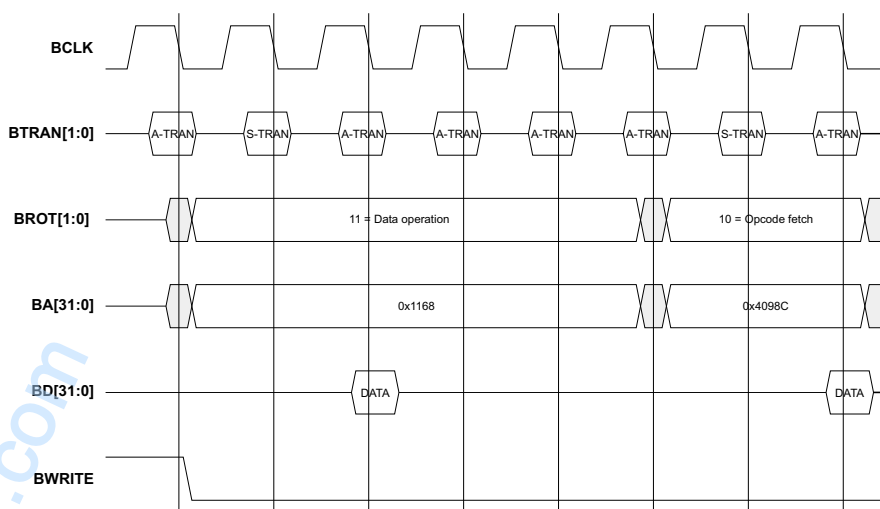 BCLK
BTRAN[1:0] A-TRAN S-TRAN A-TRAN A-TRAN A-TRAN A-TRAN S-TRAN A-TRAN
BROT[1:0] 11 = Data operation 10 = Opcode fetch
BA[31:0] 0x1168 0x4098C
BD[31:0] DATA DATA
BWRITE
.com